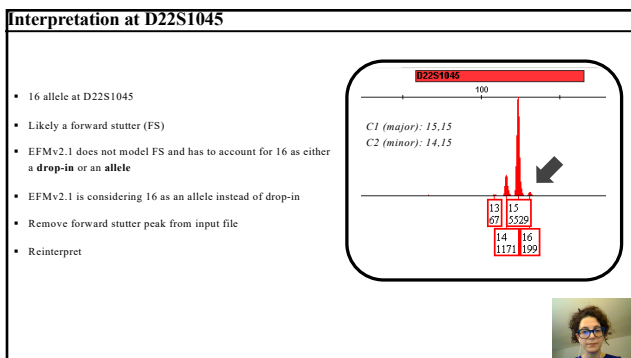 Interpretation at D22S1045
▪ 16 allele at D22S1045
▪ Likely a forward stutter (FS)
▪ EFMv2.1 does not model FS and has to account for 16 as either
a drop-in or an allele
▪ EFMv2.1 is considering 16 as an allele instead of drop-in
▪ Remove forward stutter peak from input file
▪ Reinterpret
D22S1045
100
C1 (major): 15,15
C2 (minor): 14,15
13 15
67 5529
14 16
1171 199